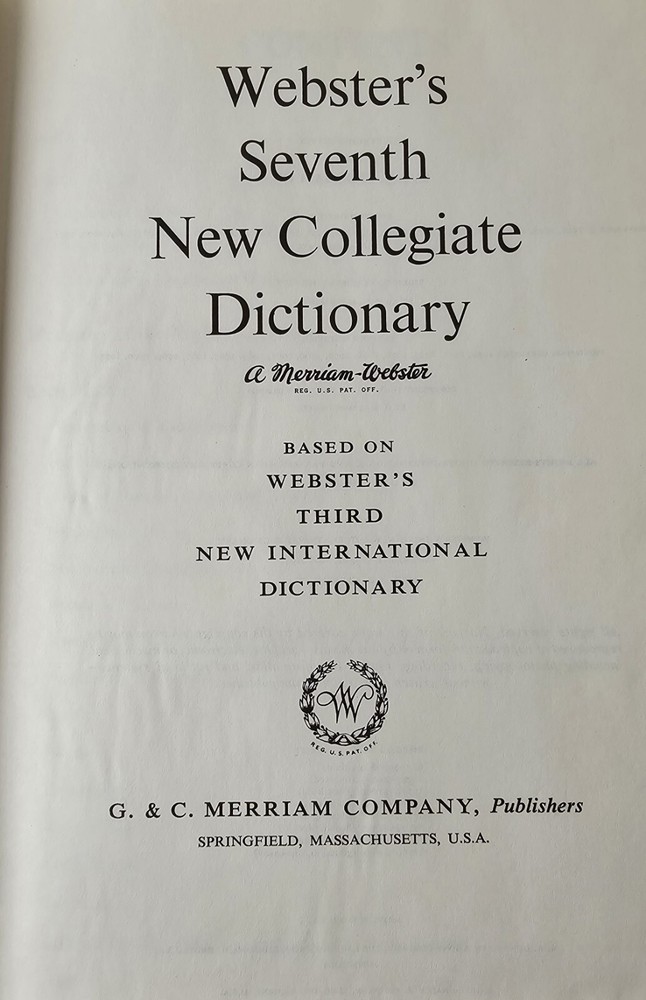 Webster's
Seventh
New Collegiate
Dictionary
A Merriam-Webster
REG. U.S. PAT. OFF.
BASED ON
WEBSTER'S
THIRD
NEW INTERNATIONAL
DICTIONARY
W
REG. U.S. PAT. OFF.
G. & C. MERRIAM COMPANY, Publishers
SPRINGFIELD, MASSACHUSETTS, U.S.A.